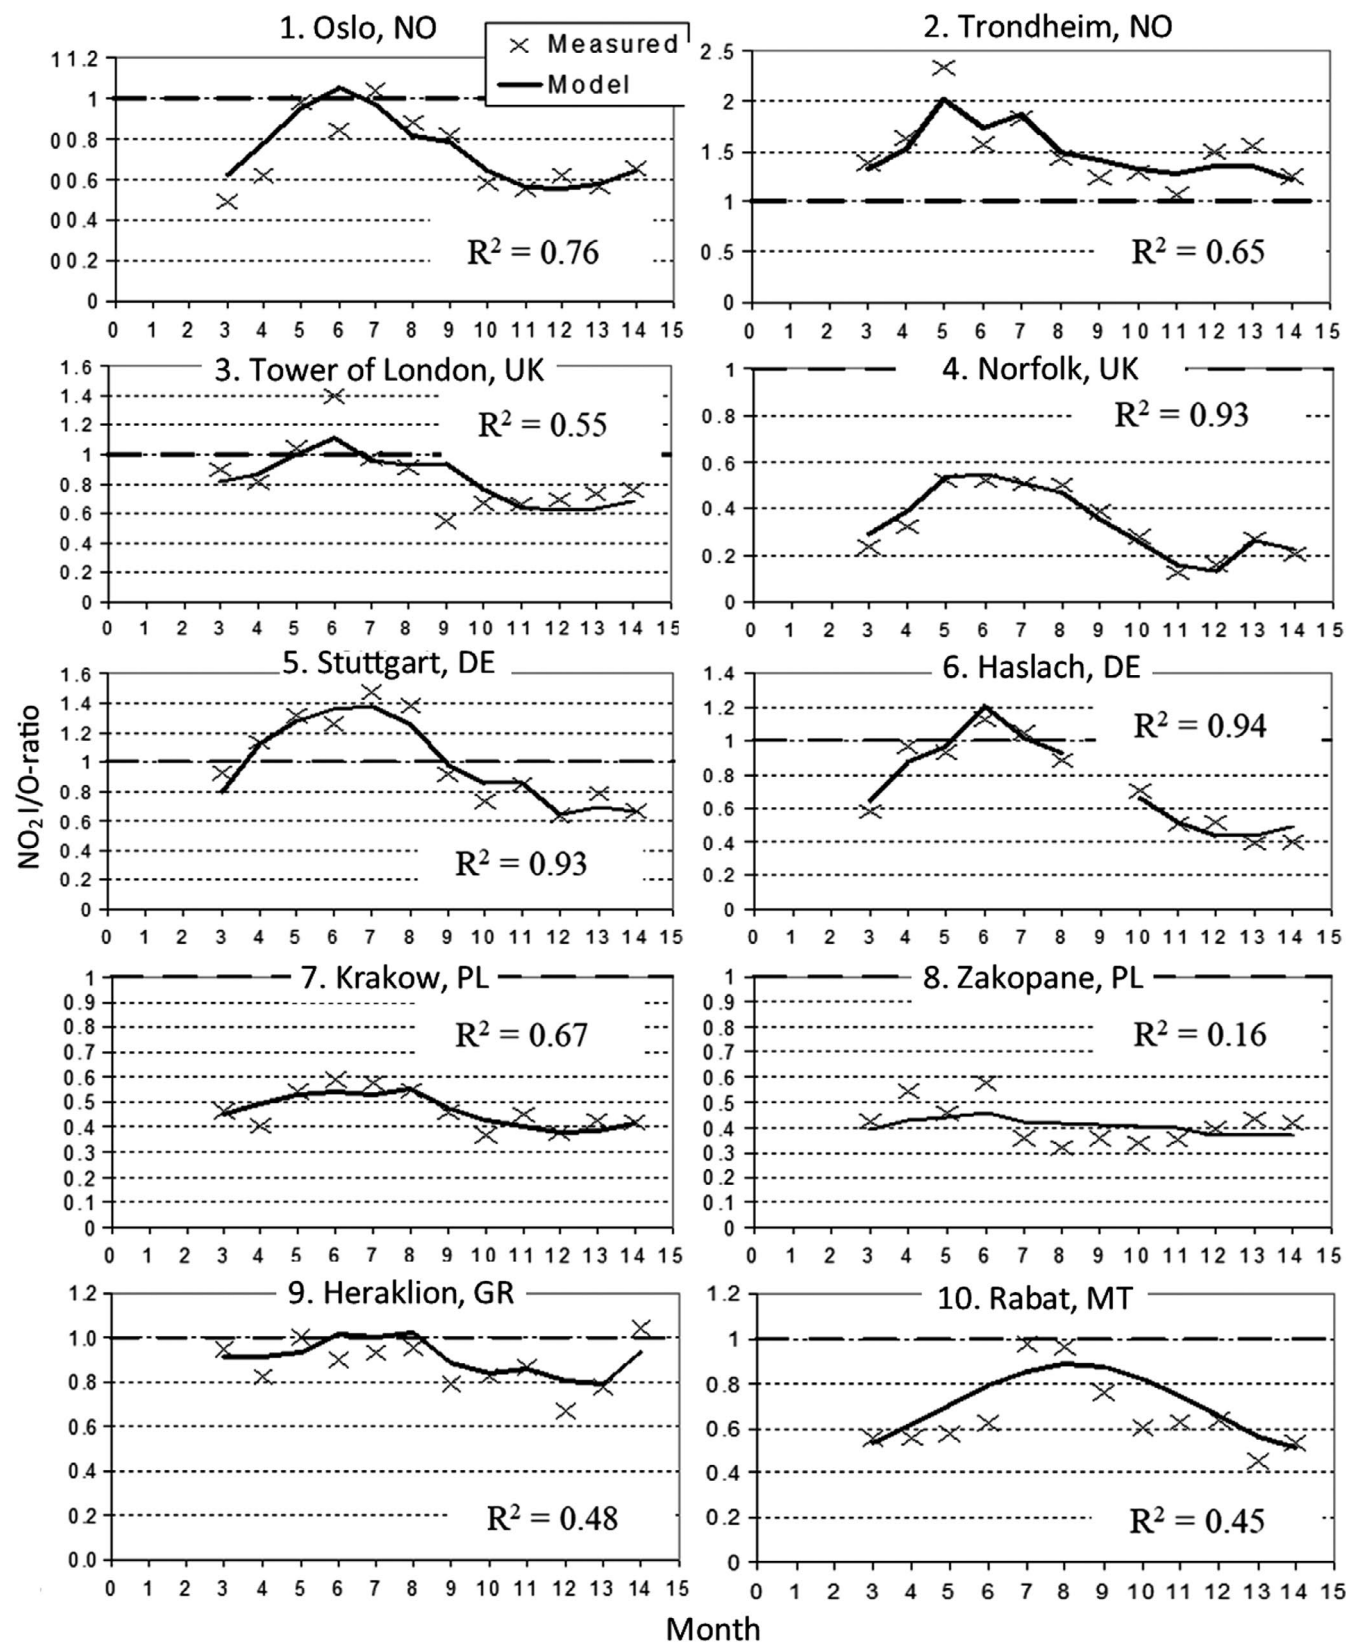 1. Oslo, NO
Measured
Model
11.2
1
00.8
00.6
00.4
00.2
0
R² = 0.76
0 1 2 3 4 5 6 7 8 9 10 11 12 13 14 15
2. Trondheim, NO
2.5
2
1.5
1
0.5
0
R² = 0.65
0 1 2 3 4 5 6 7 8 9 10 11 12 13 14 15
3. Tower of London, UK
1.6
1.4
1.2
1
0.8
0.6
0.4
0.2
0
R² = 0.55
0 1 2 3 4 5 6 7 8 9 10 11 12 13 14 15
4. Norfolk, UK
1
0.8
0.6
0.4
0.2
0
R² = 0.93
0 1 2 3 4 5 6 7 8 9 10 11 12 13 14 15
NO₂ I/O-ratio
5. Stuttgart, DE
1.6
1.4
1.2
1
0.8
0.6
0.4
0.2
0
R² = 0.93
0 1 2 3 4 5 6 7 8 9 10 11 12 13 14 15
6. Haslach, DE
1.4
1.2
1
0.8
0.6
0.4
0.2
0
R² = 0.94
0 1 2 3 4 5 6 7 8 9 10 11 12 13 14 15
7. Krakow, PL
1
0.9
0.8
0.7
0.6
0.5
0.4
0.3
0.2
0.1
0
R² = 0.67
0 1 2 3 4 5 6 7 8 9 10 11 12 13 14 15
8. Zakopane, PL
1
0.9
0.8
0.7
0.6
0.5
0.4
0.3
0.2
0.1
0
R² = 0.16
0 1 2 3 4 5 6 7 8 9 10 11 12 13 14 15
9. Heraklion, GR
1.2
1.0
0.8
0.6
0.4
0.2
0.0
R² = 0.48
0 1 2 3 4 5 6 7 8 9 10 11 12 13 14 15
10. Rabat, MT
1.2
1
0.8
0.6
0.4
0.2
0
R² = 0.45
0 1 2 3 4 5 6 7 8 9 10 11 12 13 14 15
Month